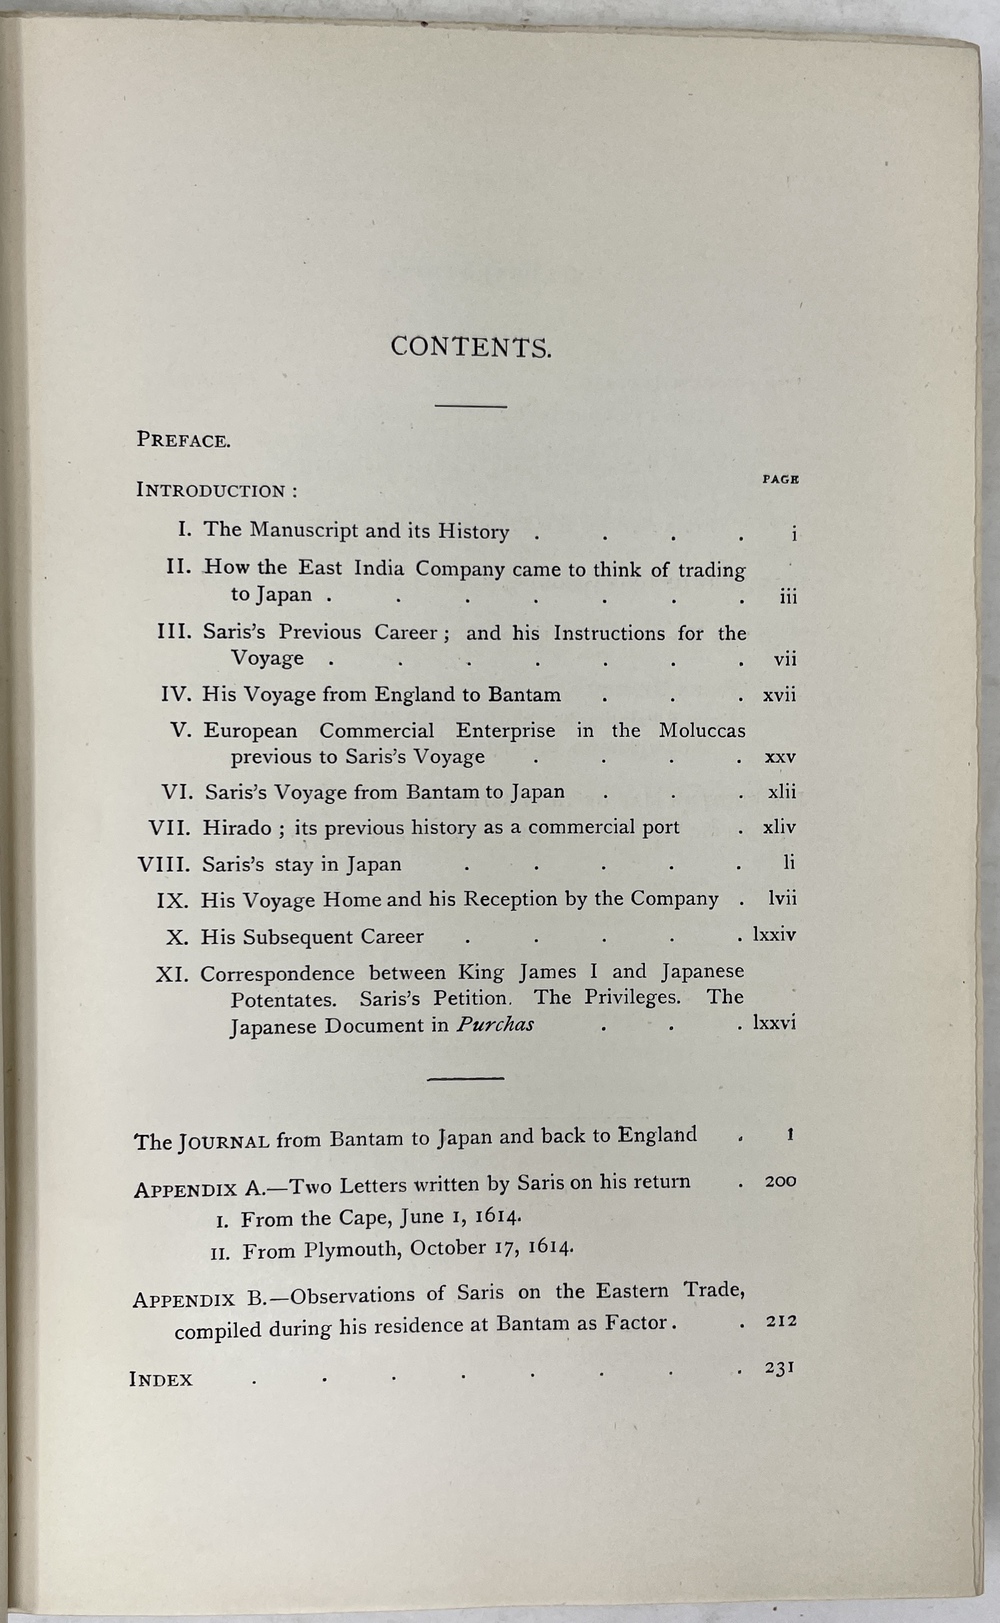 CONTENTS.
PREFACE.
PAGE
INTRODUCTION :
I. The Manuscript and its History . . . . i
II. How the East India Company came to think of trading
to Japan . . . . . . . iii
III. Saris's Previous Career ; and his Instructions for the
Voyage . . . . . . . vii
IV. His Voyage from England to Bantam . . . xvii
V. European Commercial Enterprise in the Moluccas
previous to Saris's Voyage . . . . xxv
VI. Saris's Voyage from Bantam to Japan . . . xlii
VII. Hirado ; its previous history as a commercial port . xliv
VIII. Saris's stay in Japan . . . . . li
IX. His Voyage Home and his Reception by the Company . lvii
X. His Subsequent Career . . . . . lxxiv
XI. Correspondence between King James I and Japanese
Potentates. Saris's Petition. The Privileges. The
Japanese Document in Purchas . . . lxxvi
The JOURNAL from Bantam to Japan and back to England . 1
APPENDIX A.—Two Letters written by Saris on his return . 200
I. From the Cape, June 1, 1614.
II. From Plymouth, October 17, 1614.
APPENDIX B.—Observations of Saris on the Eastern Trade,
compiled during his residence at Bantam as Factor . . 212
INDEX . . . . . . . . 231